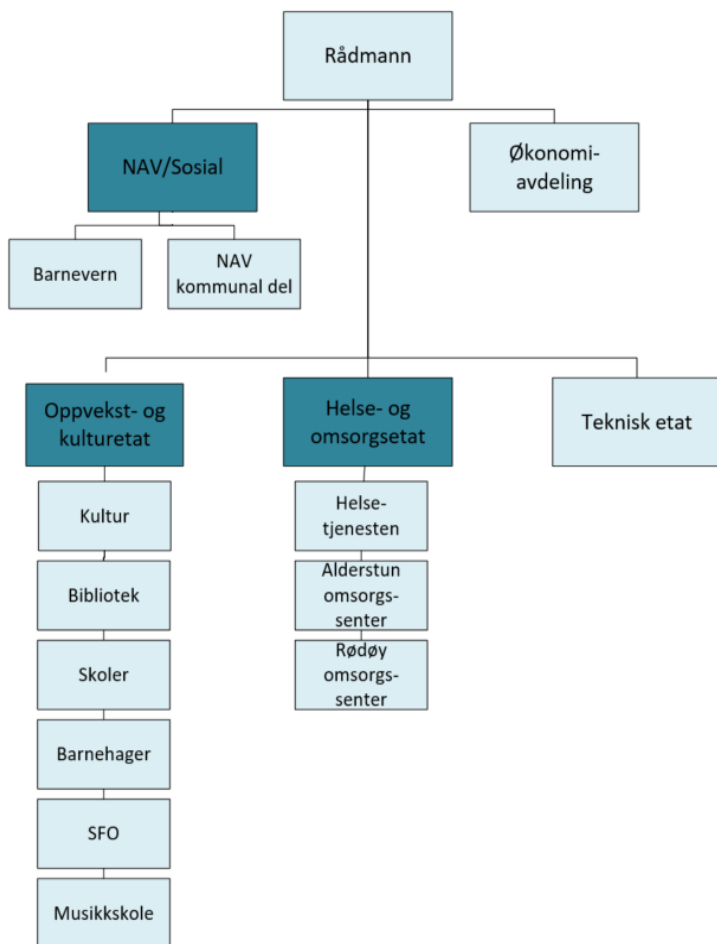 Rådmann
NAV/Sosial
Økonomi-
avdeling
Barnevern
NAV
kommunal del
Oppvekst- og
kulturetat
Helse- og
omsorgsetat
Teknisk etat
Kultur
Bibliotek
Skoler
Barnehager
SFO
Musikkskole
Helse-
tjenesten
Alderstun
omsorgs-
senter
Rødøy
omsorgs-
senter